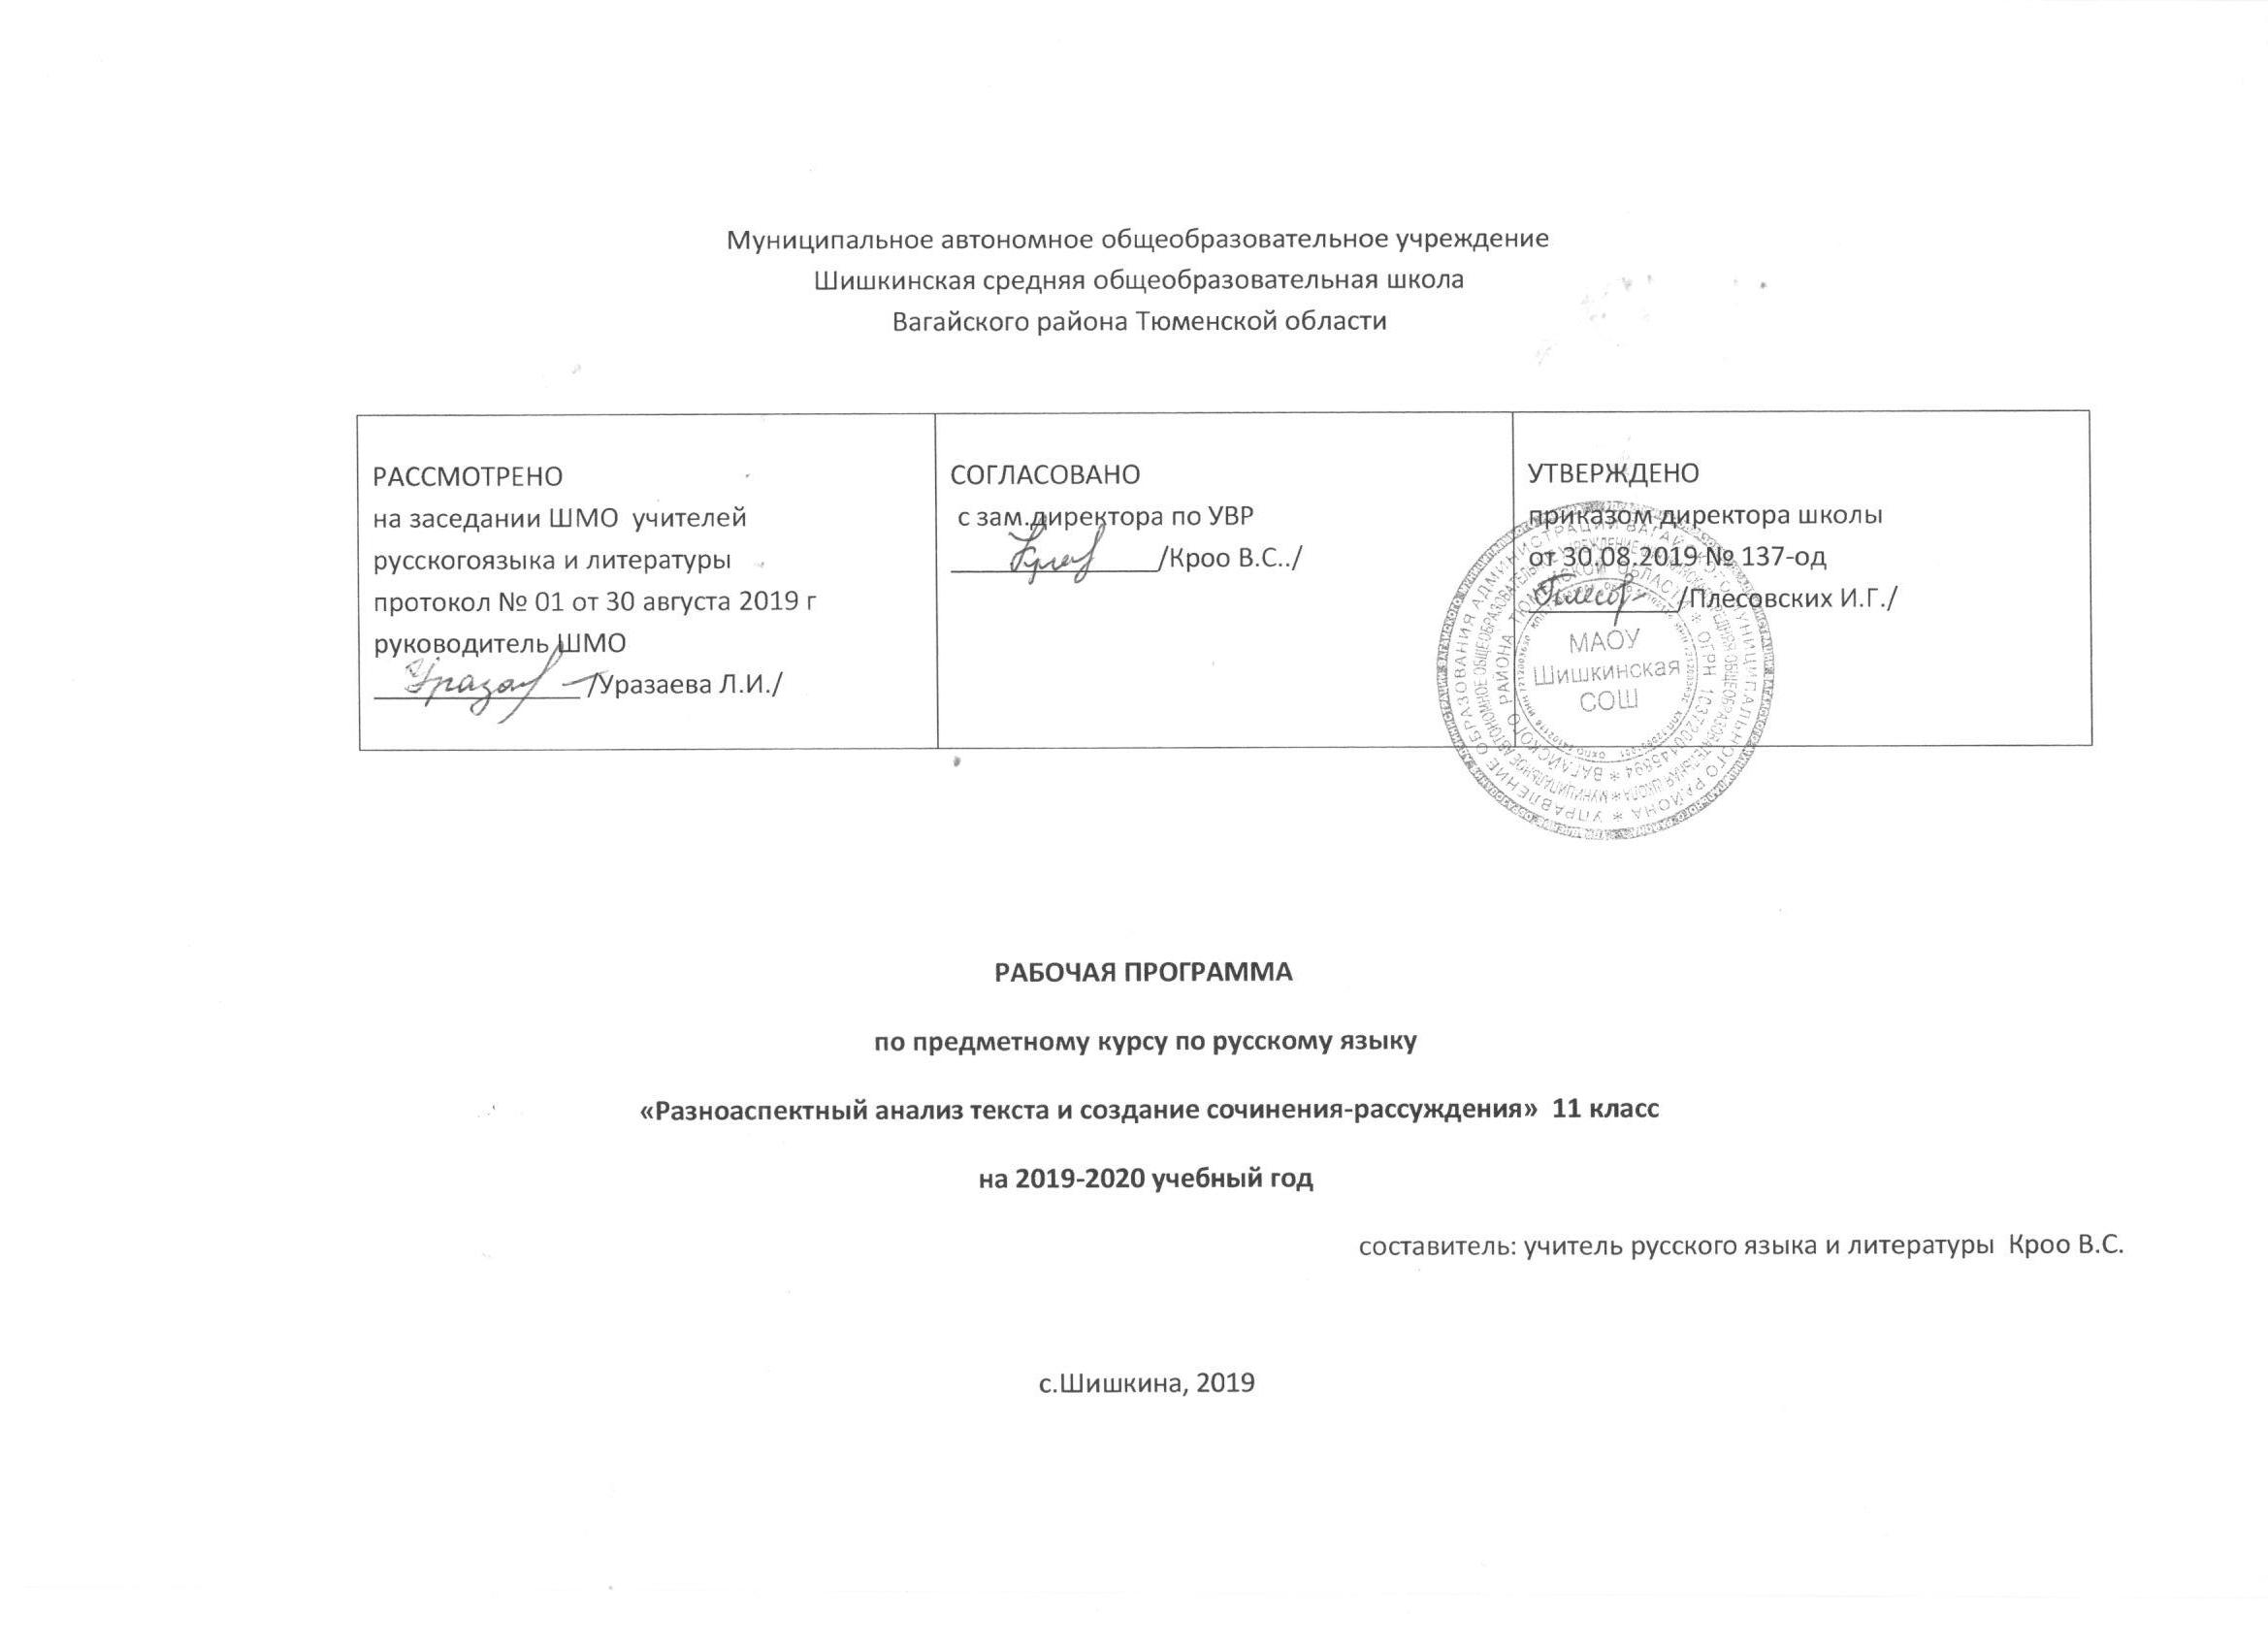 Муниципальное автономное общеобразовательное учреждение
Шишкинская средняя общеобразовательная школа
Вагайского района Тюменской области
РАССМОТРЕНО
на заседании ШМО учителей
русскогоязыка и литературы
протокол № 01 от 30 августа 2019 г
руководитель ШМО
/Уразаева Л.И./
СОГЛАСОВАНО
с зам.директора по УВР
/Кроо В.С../
УТВЕРЖДЕНО
приказом директора школы
от 30.08.2019 № 137-од
/Плесовских И.Г./
МАОУ
Шишкинская
СОШ
РАБОЧАЯ ПРОГРАММА
по предметному курсу по русскому языку
«Разноаспектный анализ текста и создание сочинения-рассуждения» 11 класс
на 2019-2020 учебный год
составитель: учитель русского языка и литературы Кроо В.С.
с.Шишкина, 2019